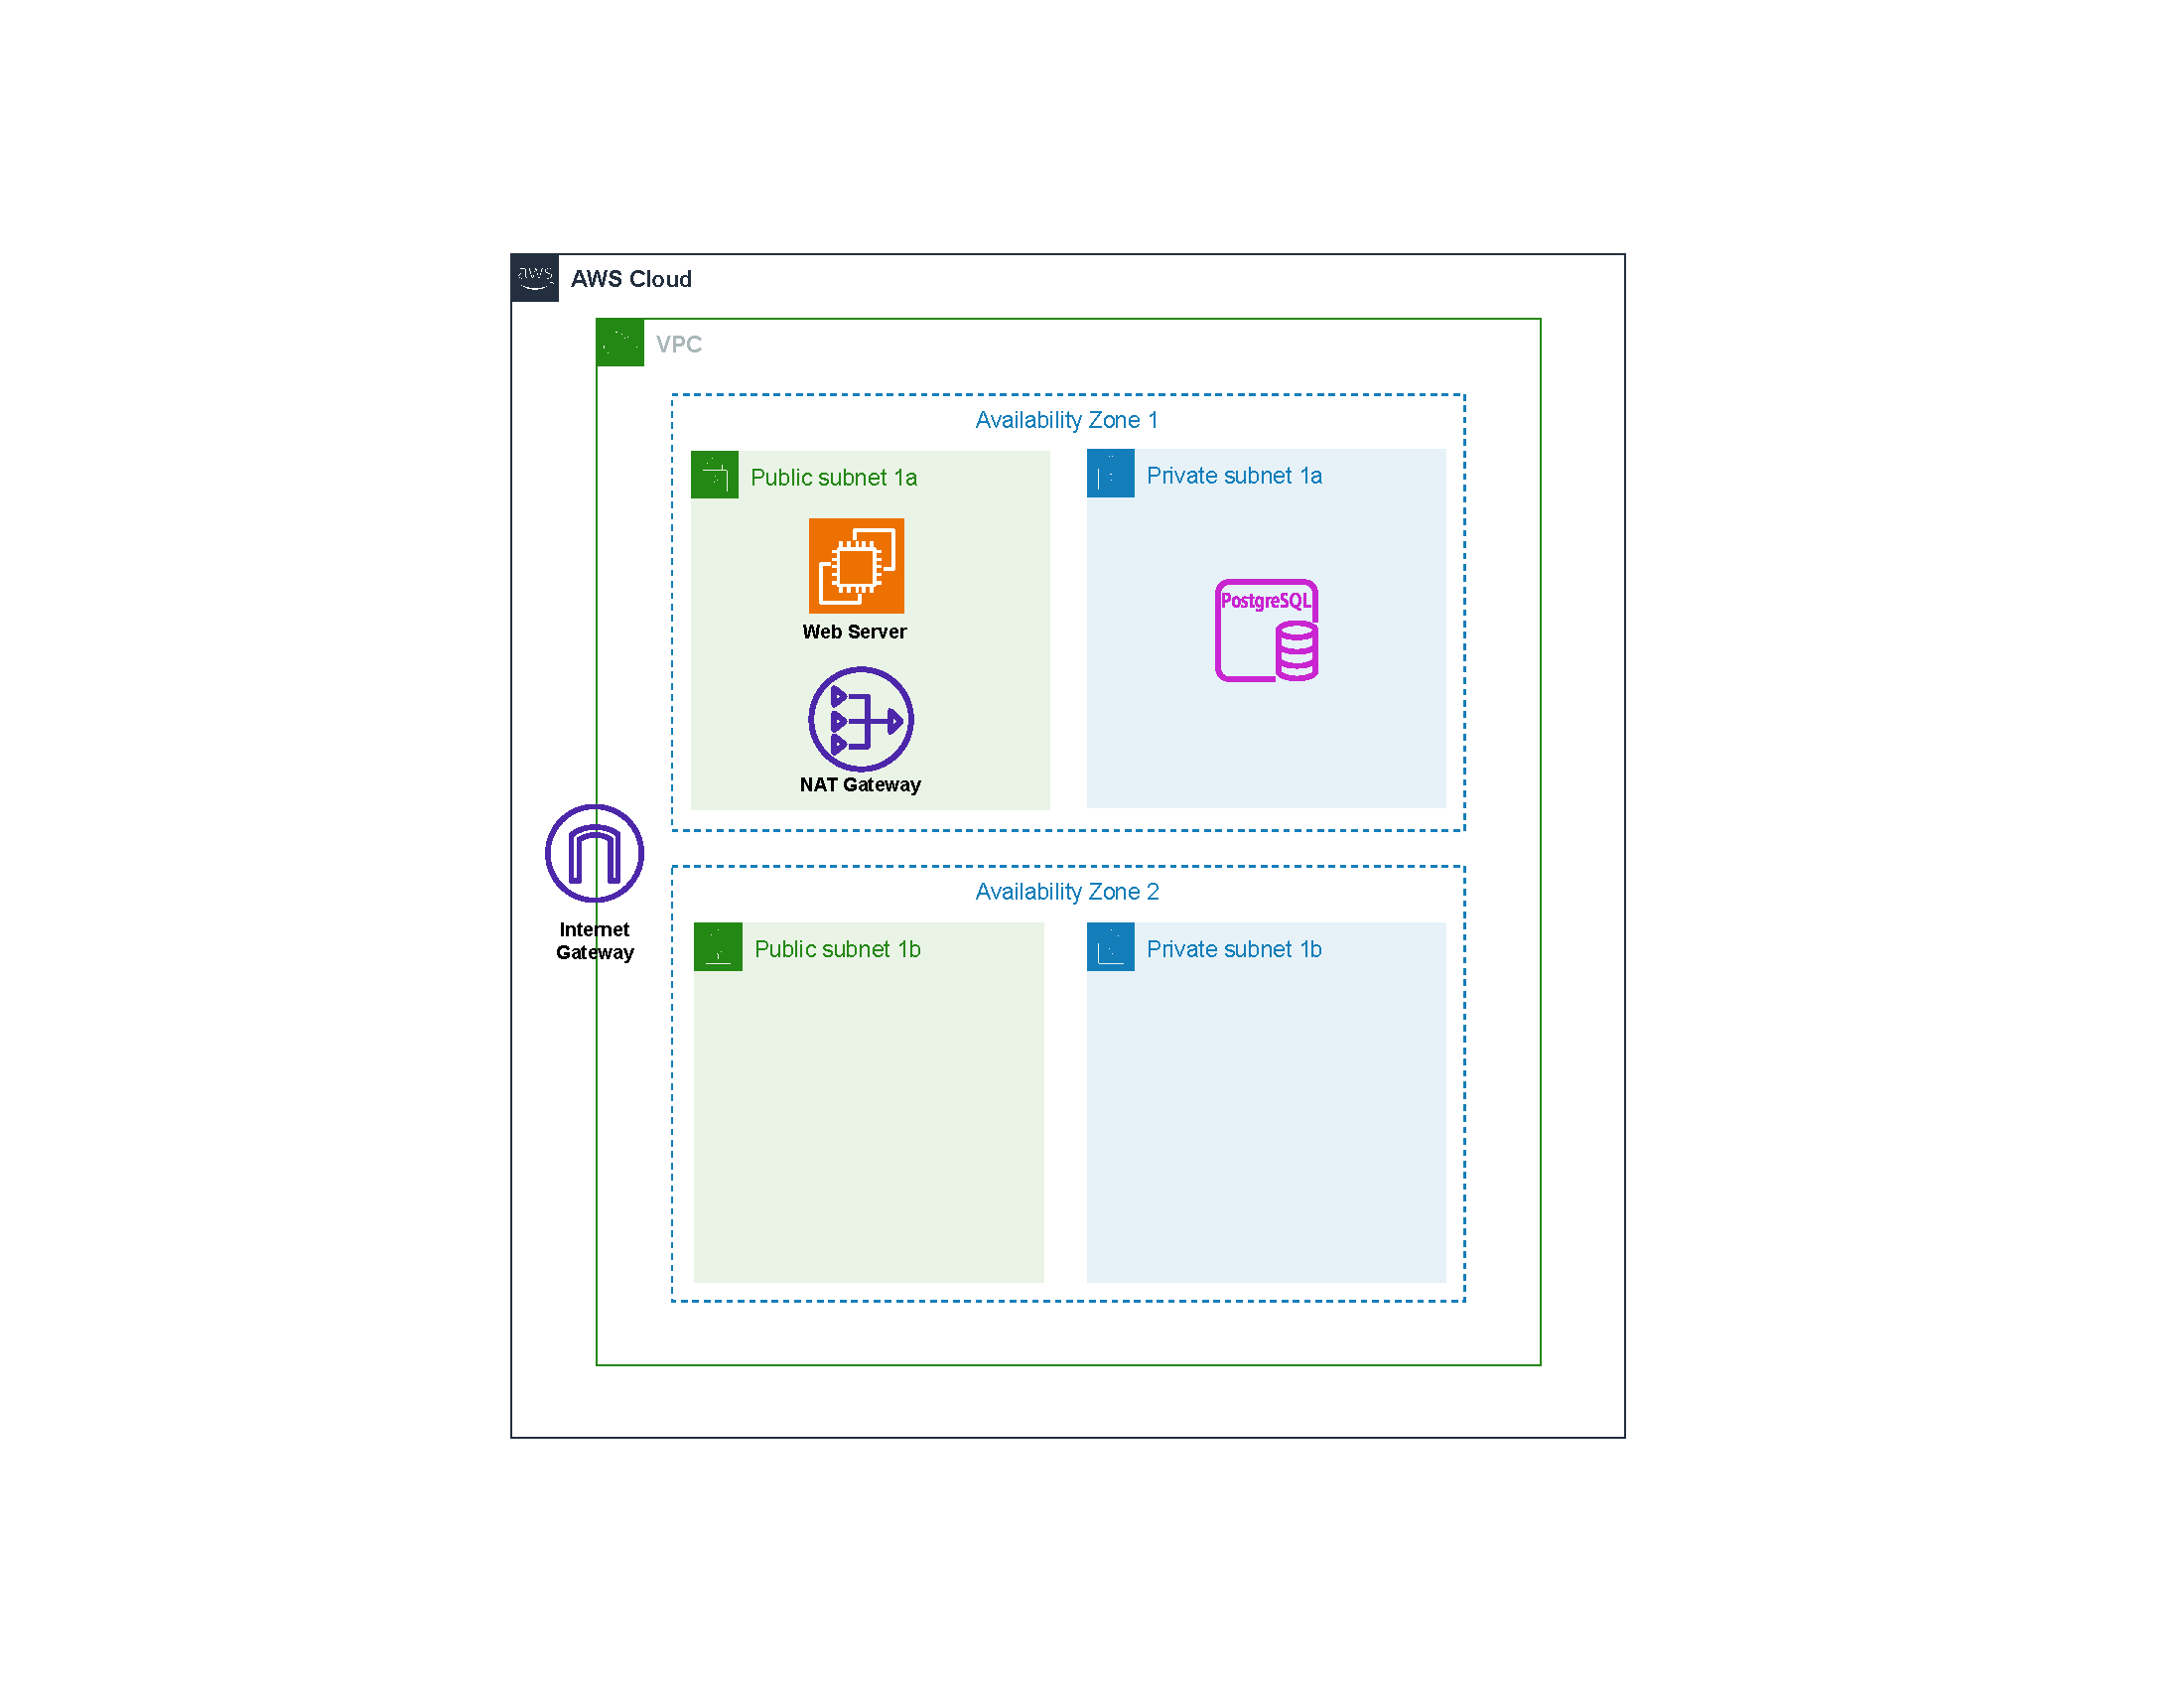 aws
AWS Cloud
VPC
Availability Zone 1
Public subnet 1a
Private subnet 1a
Web Server
PostgreSQL
NAT Gateway
Internet
Gateway
Availability Zone 2
Public subnet 1b
Private subnet 1b